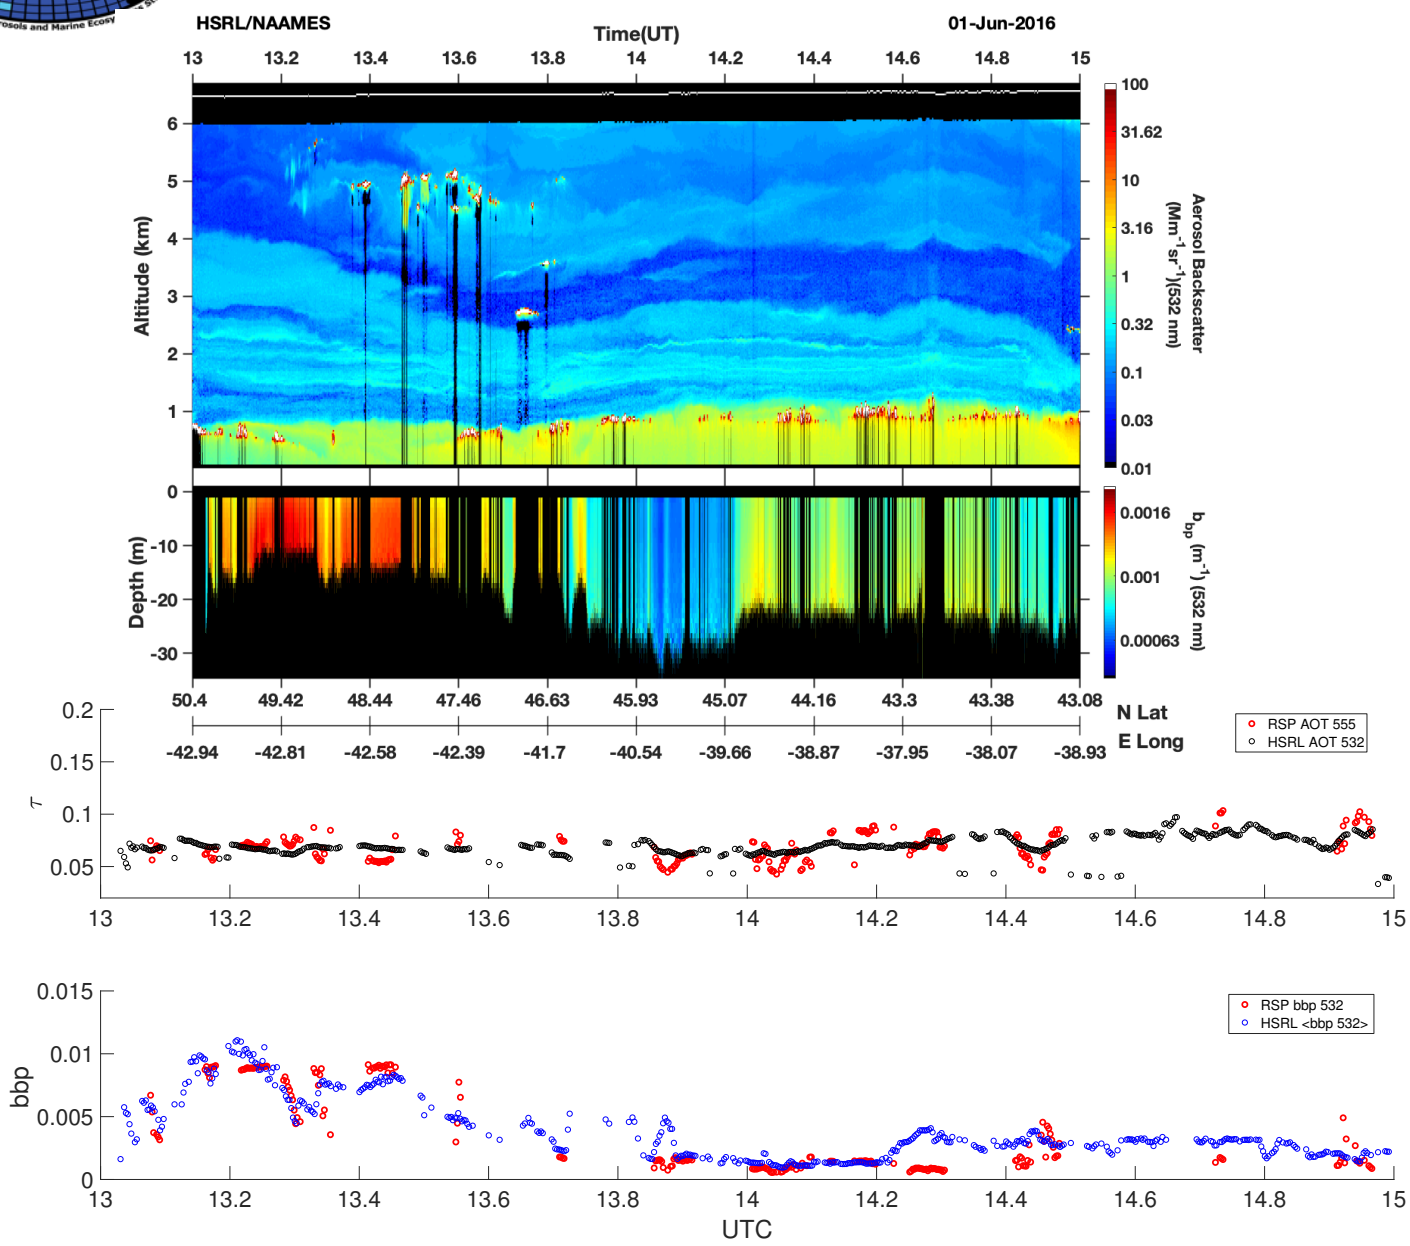 rosols and Marine Ecosy
HSRL/NAAMES
Time(UT)
01-Jun-2016
13 13.2 13.4 13.6 13.8 14 14.2 14.4 14.6 14.8 15
Altitude (km)
6
5
4
3
2
1
100
31.62
10
3.16
1
0.32
0.1
0.03
0.01
Aerosol Backscatter
(Mm⁻¹sr⁻¹)(532 nm)
Depth (m)
0
-10
-20
-30
0.0016
0.001
0.00063
b_bp (m⁻¹) (532 nm)
50.4 49.42 48.44 47.46 46.63 45.93 45.07 44.16 43.3 43.38 43.08
N Lat
-42.94 -42.81 -42.58 -42.39 -41.7 -40.54 -39.66 -38.87 -37.95 -38.07 -38.93
E Long
RSP AOT 555
HSRL AOT 532
τ
0.2
0.15
0.1
0.05
13 13.2 13.4 13.6 13.8 14 14.2 14.4 14.6 14.8 15
RSP bbp 532
HSRL <bbp 532>
bbp
0.015
0.01
0.005
0
13 13.2 13.4 13.6 13.8 14 14.2 14.4 14.6 14.8 15
UTC